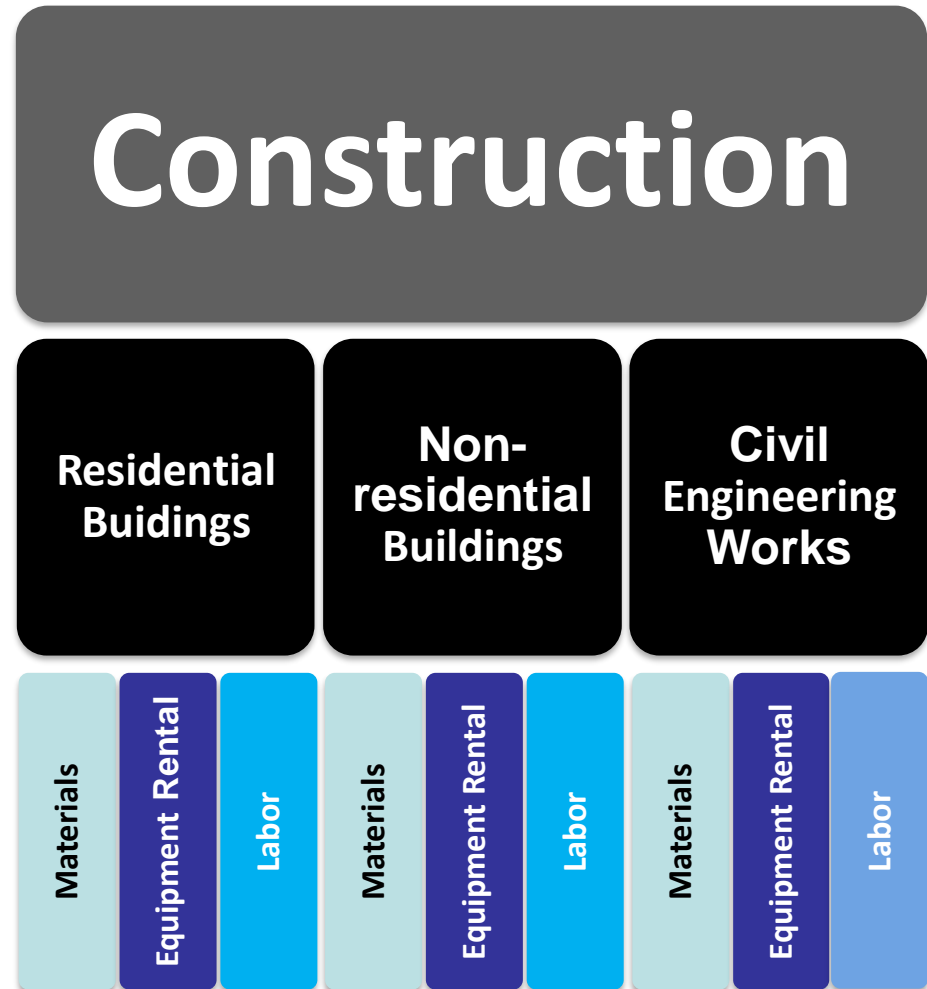 Construction
Residential
Buidings
Non-
residential
Buildings
Civil
Engineering
Works
Materials
Equipment Rental
Labor
Materials
Equipment Rental
Labor
Materials
Equipment Rental
Labor